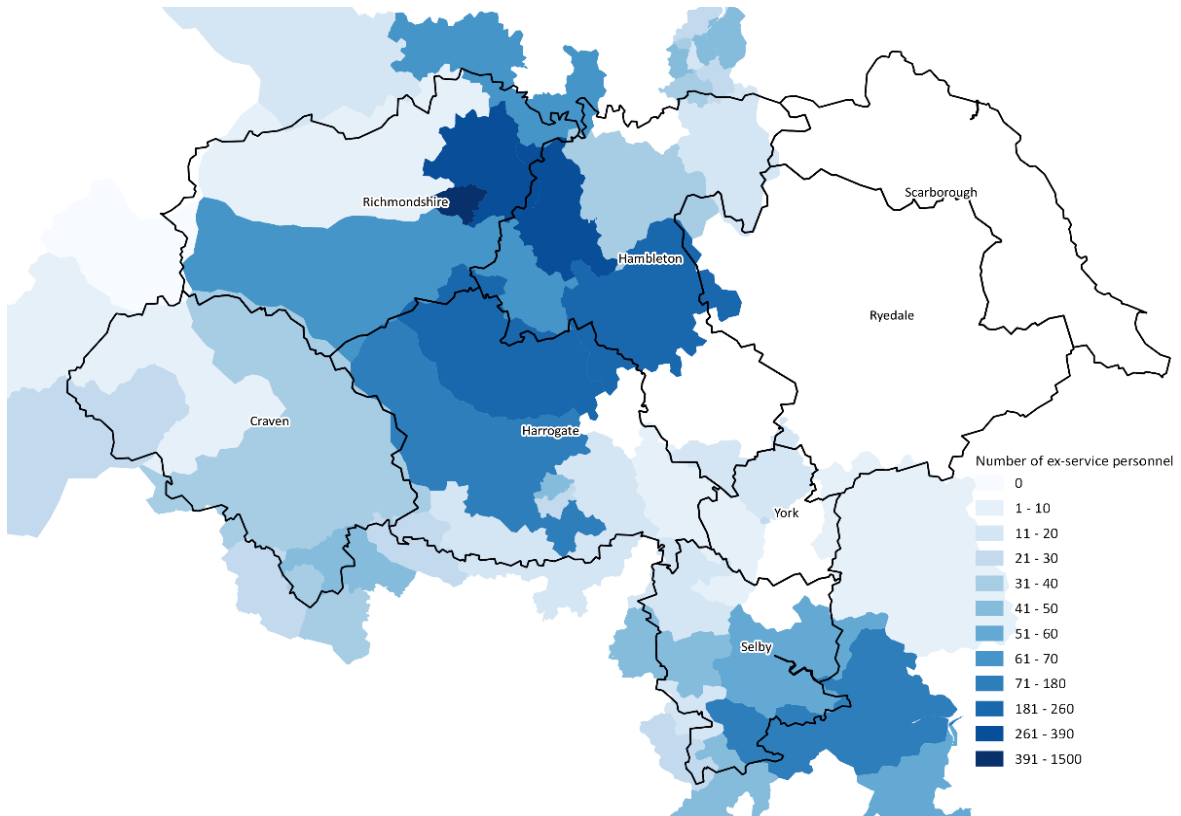 Scarborough
Richmondshire
Hambleton
Ryedale
Craven
Harrogate
Number of ex-service personnel
0
1 - 10
York
11 - 20
21 - 30
31 - 40
41 - 50
51 - 60
Selby
61 - 70
71 - 180
181 - 260
261 - 390
391 - 1500